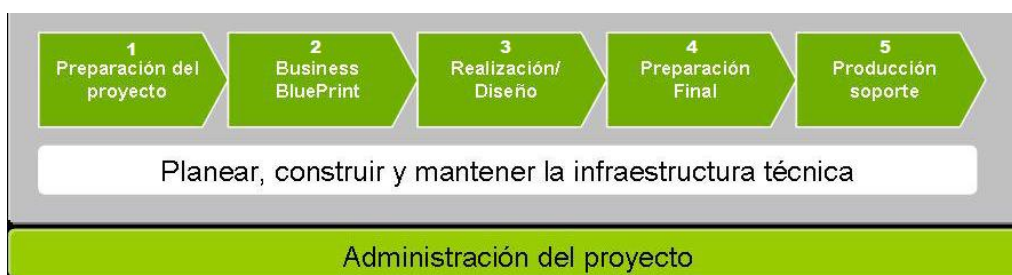 1
Preparación del
proyecto
2
Business
BluePrint
3
Realización/
Diseño
4
Preparación
Final
5
Producción
soporte
Planear, construir y mantener la infraestructura técnica
Administración del proyecto